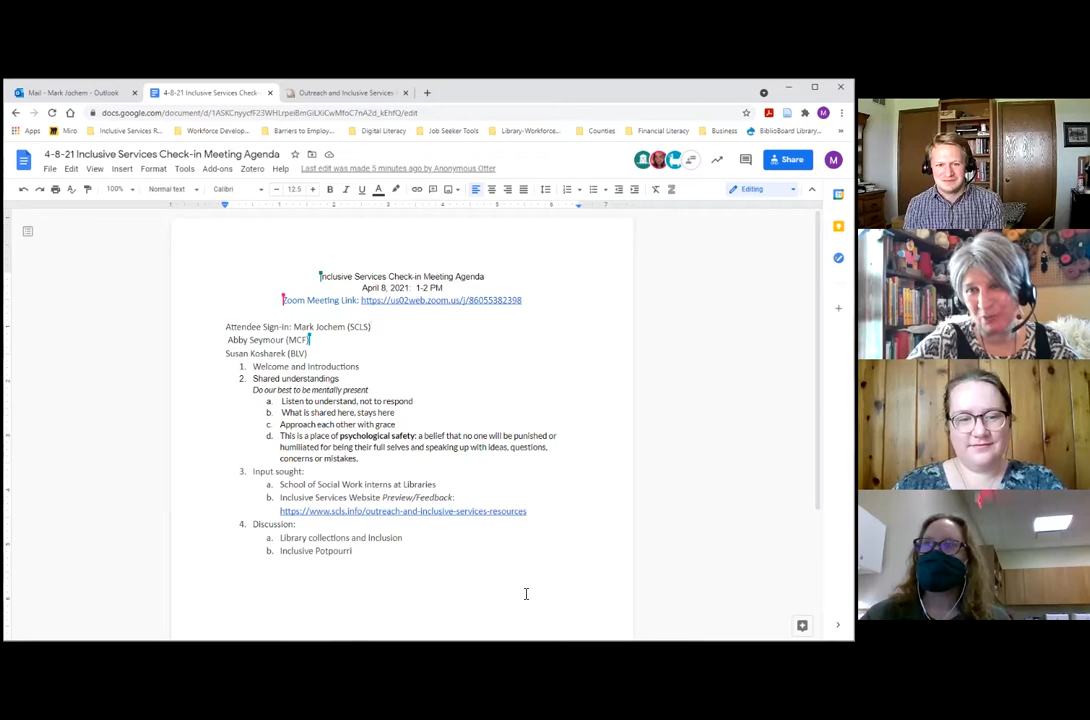 Mail - Mark Jochem - Outlook
4-8-21 Inclusive Services Check-
Outreach and Inclusive Services
docs.google.com/document/d/1ASKCnyycfF23WHLrpeiBmGiLXiCwMfoC7nA2d_kEhfQ/edit
Apps
Miro
Inclusive Services R...
Workforce Develop...
Barriers to Employ...
Digital Literacy
Job Seeker Tools
Library-Workforce...
Counties
Financial Literacy
Business
BiblioBoard Library...
4-8-21 Inclusive Services Check-in Meeting Agenda
Share
M
File Edit View Insert Format Tools Add-ons Zotero Help
Last edit was made 5 minutes ago by Anonymous Otter
100%
Normal text
Calibri
12.5
Editing
Inclusive Services Check-in Meeting Agenda
April 8, 2021: 1-2 PM
Zoom Meeting Link: https://us02web.zoom.us/j/86055382398
Attendee Sign-In: Mark Jochem (SCLS)
Abby Seymour (MCF)
Susan Kosharek (BLV)
1. Welcome and Introductions
2. Shared understandings
Do our best to be mentally present
a. Listen to understand, not to respond
b. What is shared here, stays here
c. Approach each other with grace
d. This is a place of psychological safety: a belief that no one will be punished or
humiliated for being their full selves and speaking up with ideas, questions,
concerns or mistakes.
3. Input sought:
a. School of Social Work interns at Libraries
b. Inclusive Services Website Preview/Feedback:
https://www.scls.info/outreach-and-inclusive-services-resources
4. Discussion:
a. Library collections and Inclusion
b. Inclusive Potpourri